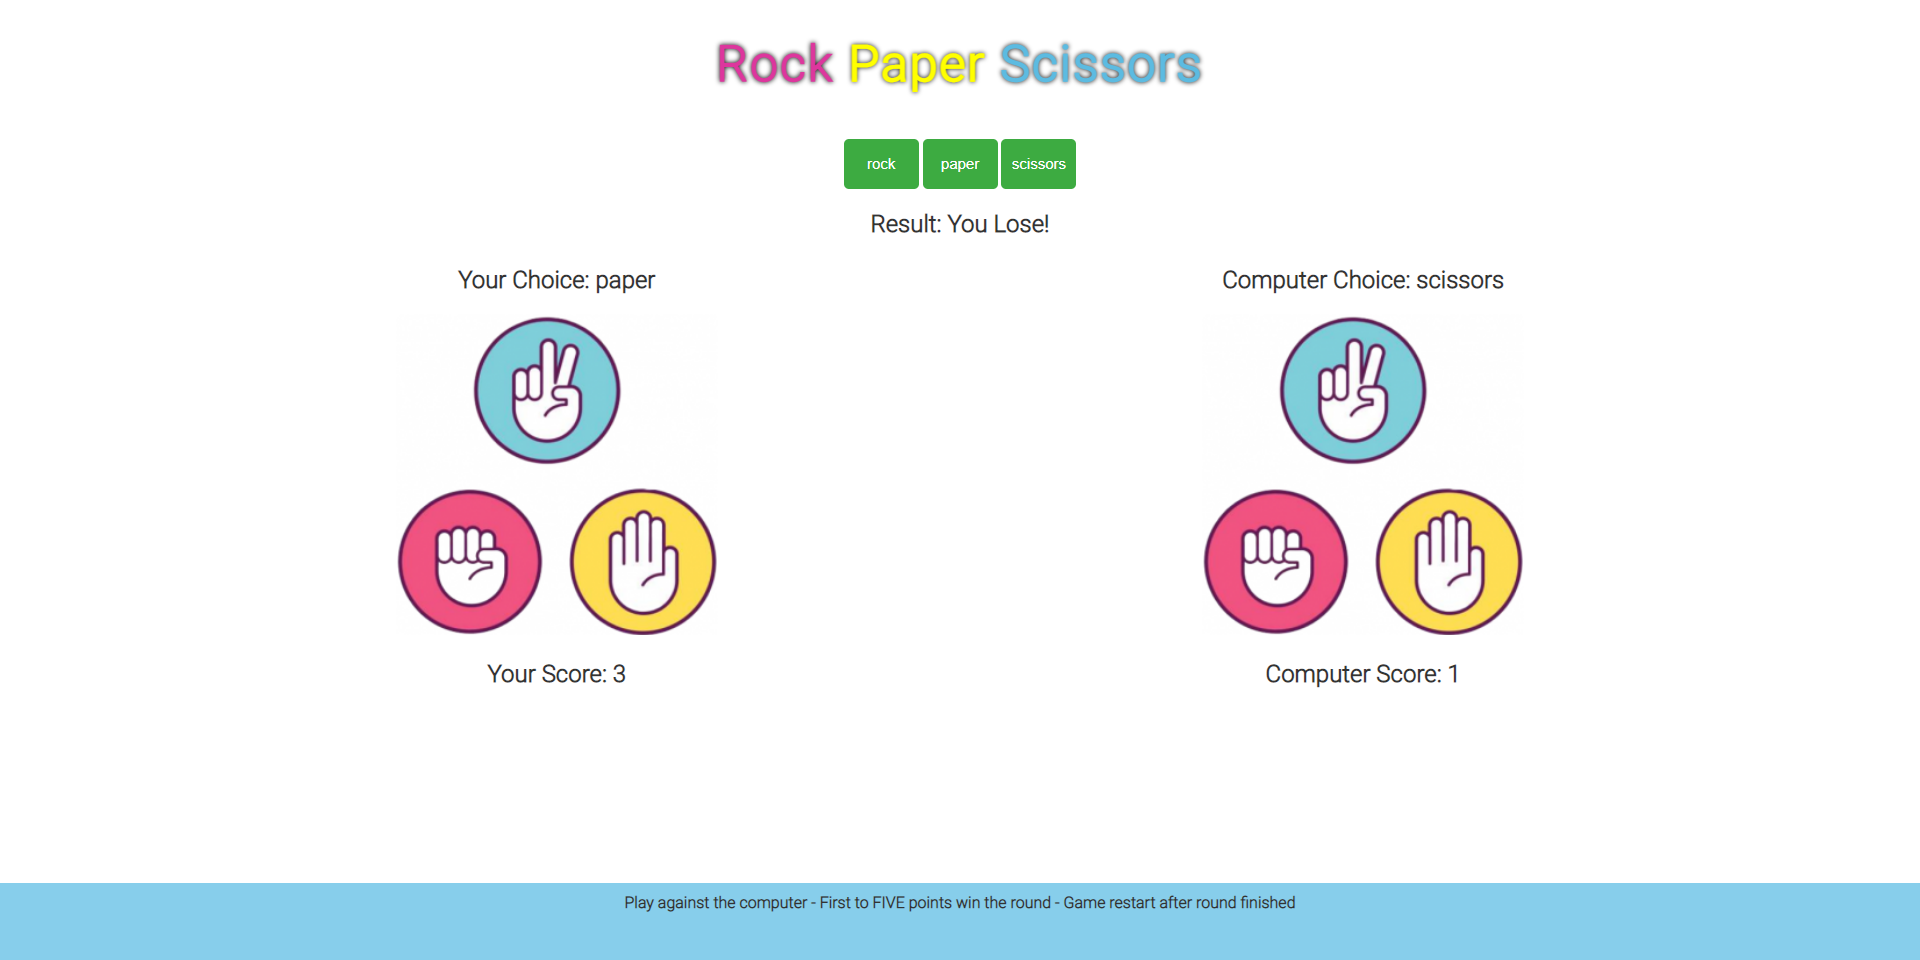 Rock Paper Scissors
rock paper scissors
Result: You Lose!
Your Choice: paper
Computer Choice: scissors
Your Score: 3
Computer Score: 1
Play against the computer - First to FIVE points win the round - Game restart after round finished